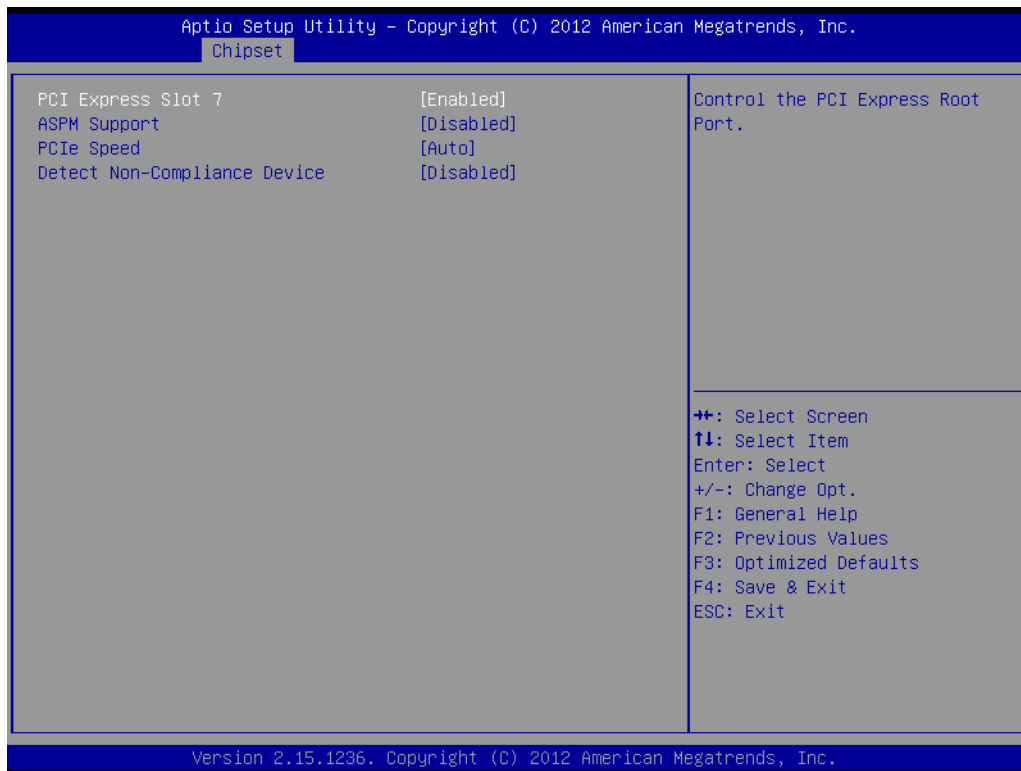 Aptio Setup Utility – Copyright (C) 2012 American Megatrends, Inc.
Chipset
PCI Express Slot 7 [Enabled]
ASPM Support [Disabled]
PCIe Speed [Auto]
Detect Non-Compliance Device [Disabled]
Control the PCI Express Root
Port.
→←: Select Screen
↑↓: Select Item
Enter: Select
+/-: Change Opt.
F1: General Help
F2: Previous Values
F3: Optimized Defaults
F4: Save & Exit
ESC: Exit
Version 2.15.1236. Copyright (C) 2012 American Megatrends, Inc.